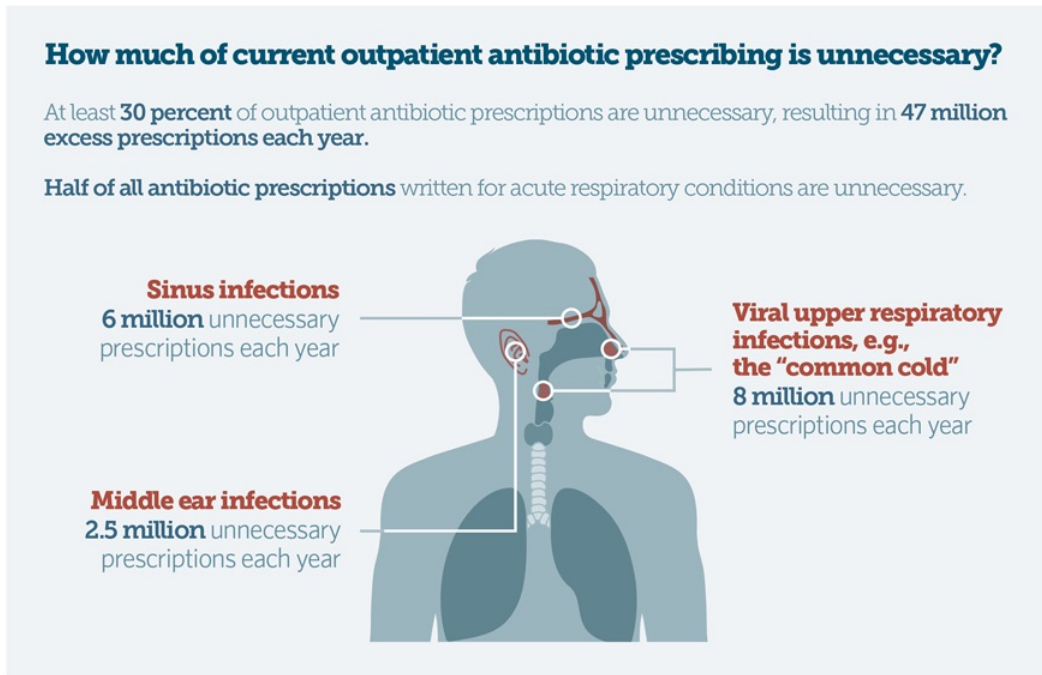 How much of current outpatient antibiotic prescribing is unnecessary?
At least 30 percent of outpatient antibiotic prescriptions are unnecessary, resulting in 47 million
excess prescriptions each year.
Half of all antibiotic prescriptions written for acute respiratory conditions are unnecessary.
Sinus infections
6 million unnecessary
prescriptions each year
Viral upper respiratory
infections, e.g.,
the “common cold”
8 million unnecessary
prescriptions each year
Middle ear infections
2.5 million unnecessary
prescriptions each year